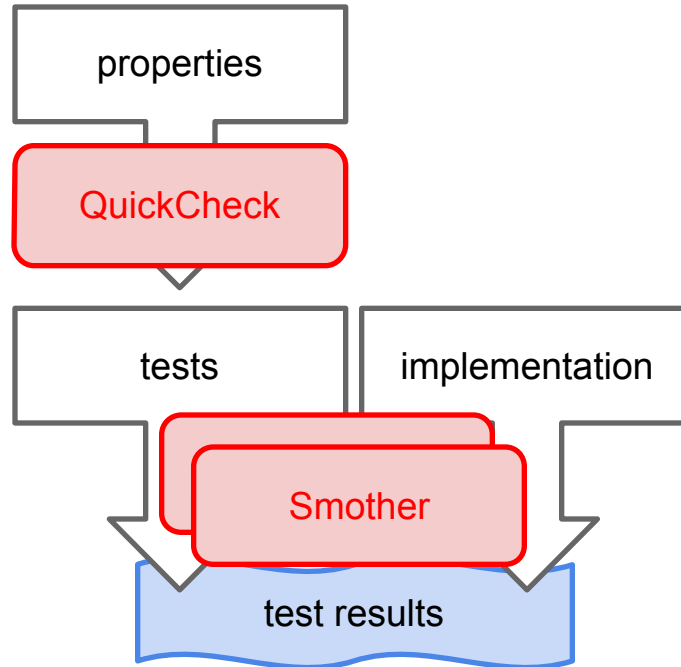 properties
QuickCheck
tests
implementation
Smother
test results